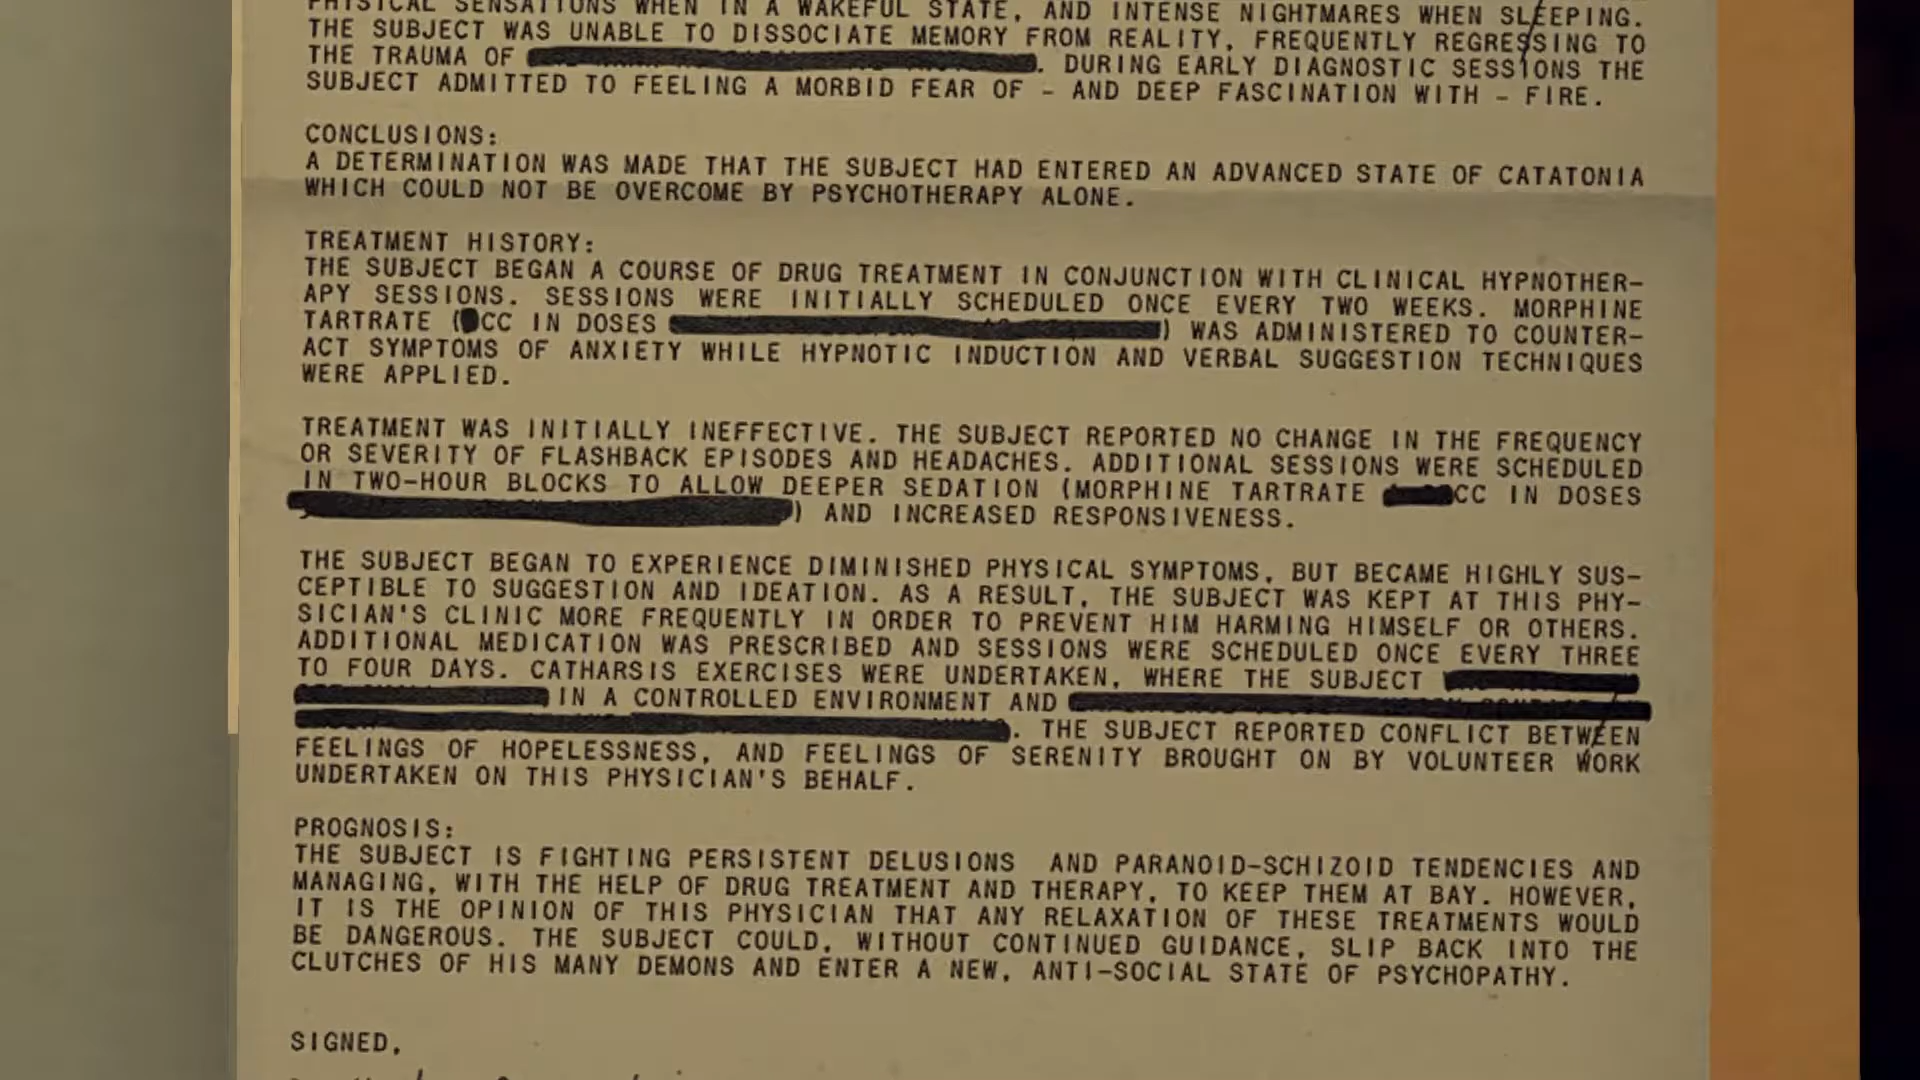 PHYSICAL SENSATIONS WHEN IN A WAKEFUL STATE, AND INTENSE NIGHTMARES WHEN SLEEPING.
THE SUBJECT WAS UNABLE TO DISSOCIATE MEMORY FROM REALITY, FREQUENTLY REGRESSING TO
THE TRAUMA OF . DURING EARLY DIAGNOSTIC SESSIONS THE
SUBJECT ADMITTED TO FEELING A MORBID FEAR OF - AND DEEP FASCINATION WITH - FIRE.
CONCLUSIONS:
A DETERMINATION WAS MADE THAT THE SUBJECT HAD ENTERED AN ADVANCED STATE OF CATATONIA
WHICH COULD NOT BE OVERCOME BY PSYCHOTHERAPY ALONE.
TREATMENT HISTORY:
THE SUBJECT BEGAN A COURSE OF DRUG TREATMENT IN CONJUNCTION WITH CLINICAL HYPNOTHER-
APY SESSIONS. SESSIONS WERE INITIALLY SCHEDULED ONCE EVERY TWO WEEKS. MORPHINE
TARTRATE ( CC IN DOSES ) WAS ADMINISTERED TO COUNTER-
ACT SYMPTOMS OF ANXIETY WHILE HYPNOTIC INDUCTION AND VERBAL SUGGESTION TECHNIQUES
WERE APPLIED.
TREATMENT WAS INITIALLY INEFFECTIVE. THE SUBJECT REPORTED NO CHANGE IN THE FREQUENCY
OR SEVERITY OF FLASHBACK EPISODES AND HEADACHES. ADDITIONAL SESSIONS WERE SCHEDULED
IN TWO-HOUR BLOCKS TO ALLOW DEEPER SEDATION (MORPHINE TARTRATE CC IN DOSES
) AND INCREASED RESPONSIVENESS.
THE SUBJECT BEGAN TO EXPERIENCE DIMINISHED PHYSICAL SYMPTOMS, BUT BECAME HIGHLY SUS-
CEPTIBLE TO SUGGESTION AND IDEATION. AS A RESULT, THE SUBJECT WAS KEPT AT THIS PHY-
SICIAN'S CLINIC MORE FREQUENTLY IN ORDER TO PREVENT HIM HARMING HIMSELF OR OTHERS.
ADDITIONAL MEDICATION WAS PRESCRIBED AND SESSIONS WERE SCHEDULED ONCE EVERY THREE
TO FOUR DAYS. CATHARSIS EXERCISES WERE UNDERTAKEN, WHERE THE SUBJECT
IN A CONTROLLED ENVIRONMENT AND
. THE SUBJECT REPORTED CONFLICT BETWEEN
FEELINGS OF HOPELESSNESS, AND FEELINGS OF SERENITY BROUGHT ON BY VOLUNTEER WORK
UNDERTAKEN ON THIS PHYSICIAN'S BEHALF.
PROGNOSIS:
THE SUBJECT IS FIGHTING PERSISTENT DELUSIONS AND PARANOID-SCHIZOID TENDENCIES AND
MANAGING, WITH THE HELP OF DRUG TREATMENT AND THERAPY, TO KEEP THEM AT BAY. HOWEVER,
IT IS THE OPINION OF THIS PHYSICIAN THAT ANY RELAXATION OF THESE TREATMENTS WOULD
BE DANGEROUS. THE SUBJECT COULD, WITHOUT CONTINUED GUIDANCE, SLIP BACK INTO THE
CLUTCHES OF HIS MANY DEMONS AND ENTER A NEW, ANTI-SOCIAL STATE OF PSYCHOPATHY.
SIGNED,